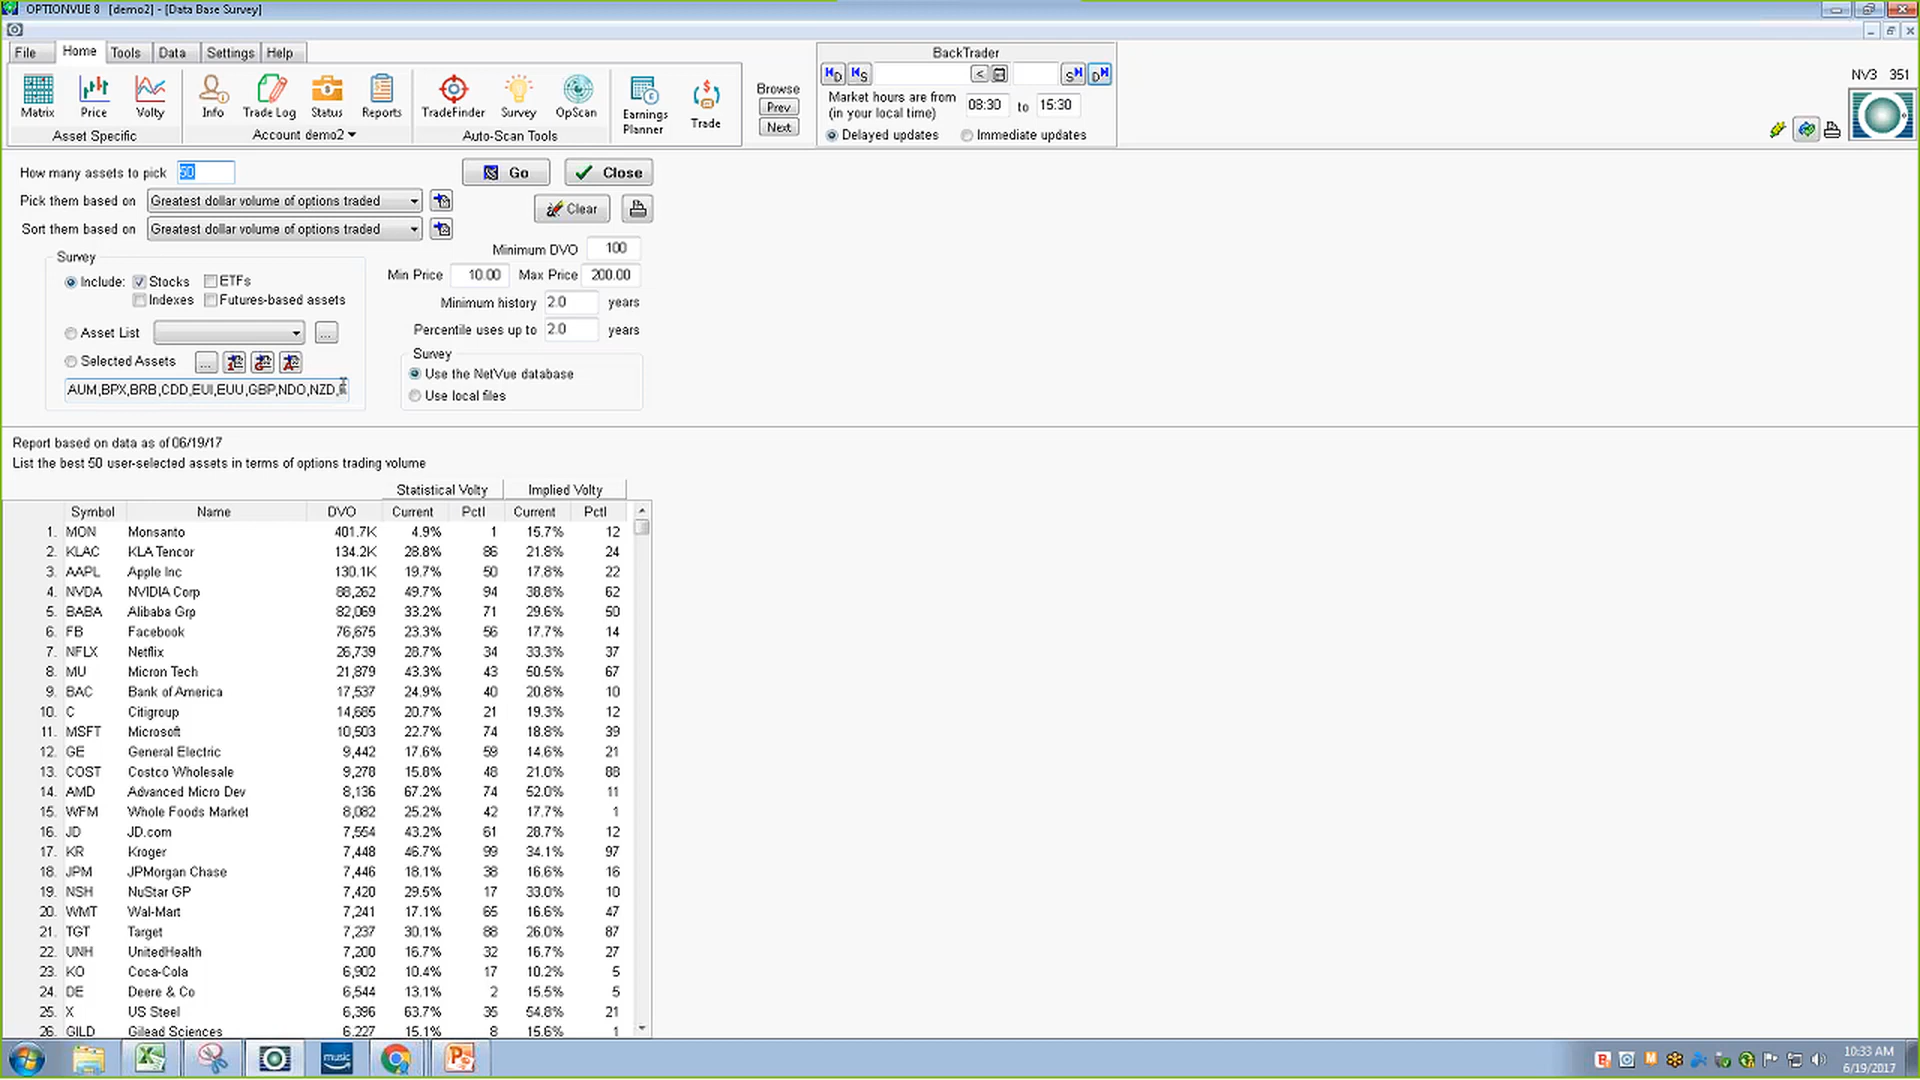 OPTIONVUE 8 [demo2] - [Data Base Survey]
File Home Tools Data Settings Help
Matrix Price Volty Info Trade Log Status Reports TradeFinder Survey OpScan Earnings Planner Trade
Asset Specific Account demo2 Auto-Scan Tools
Browse
Prev
Next
BackTrader
D S < S D
Market hours are from
(in your local time) 08:30 to 15:30
Delayed updates Immediate updates
NV3 351
How many assets to pick 50 Go Close
Pick them based on Greatest dollar volume of options traded Clear
Sort them based on Greatest dollar volume of options traded
Survey
Include: Stocks ETFs
Indexes Futures-based assets
Asset List ...
Selected Assets ...
AUM,BPX,BRB,CDD,EUI,EUU,GBP,NDO,NZD,
Minimum DVO 100
Min Price 10.00 Max Price 200.00
Minimum history 2.0 years
Percentile uses up to 2.0 years
Survey
Use the NetVue database
Use local files
Report based on data as of 06/19/17
List the best 50 user-selected assets in terms of options trading volume
Statistical Volty Implied Volty
Symbol Name DVO Current Pctl Current Pctl
1. MON Monsanto 401.7K 4.9% 1 15.7% 12
2. KLAC KLA Tencor 134.2K 28.8% 86 21.8% 24
3. AAPL Apple Inc 130.1K 19.7% 50 17.8% 22
4. NVDA NVIDIA Corp 88,262 49.7% 94 38.8% 62
5. BABA Alibaba Grp 82,069 33.2% 71 29.6% 50
6. FB Facebook 76,675 23.3% 56 17.7% 14
7. NFLX Netflix 26,739 28.7% 34 33.3% 37
8. MU Micron Tech 21,879 43.3% 43 50.5% 67
9. BAC Bank of America 17,537 24.9% 40 20.8% 10
10. C Citigroup 14,685 20.7% 21 19.3% 12
11. MSFT Microsoft 10,503 22.7% 74 18.8% 39
12. GE General Electric 9,442 17.6% 59 14.6% 21
13. COST Costco Wholesale 9,278 15.8% 48 21.0% 88
14. AMD Advanced Micro Dev 8,136 67.2% 74 52.0% 11
15. WFM Whole Foods Market 8,082 25.2% 42 17.7% 1
16. JD JD.com 7,554 43.2% 61 28.7% 12
17. KR Kroger 7,448 46.7% 99 34.1% 97
18. JPM JPMorgan Chase 7,446 18.1% 38 16.6% 16
19. NSH NuStar GP 7,420 29.5% 17 33.0% 10
20. WMT Wal-Mart 7,241 17.1% 65 16.6% 47
21. TGT Target 7,237 30.1% 88 26.0% 87
22. UNH UnitedHealth 7,200 16.7% 32 16.7% 27
23. KO Coca-Cola 6,902 10.4% 17 10.2% 5
24. DE Deere & Co 6,544 13.1% 2 15.5% 5
25. X US Steel 6,396 63.7% 35 54.8% 21
26. GILD Gilead Sciences 6,227 15.1% 8 15.6% 1
music
10:33 AM
6/19/2017